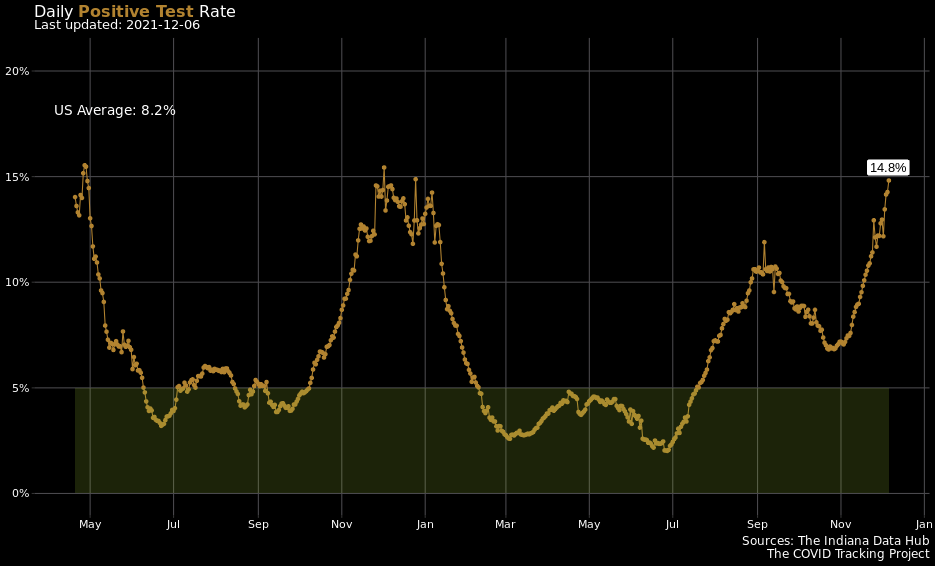 Daily Positive Test Rate
Last updated: 2021-12-06
20%
US Average: 8.2%
14.8%
15%
10%
5%
0%
May Jul Sep Nov Jan Mar May Jul Sep Nov Jan
Sources: The Indiana Data Hub
The COVID Tracking Project